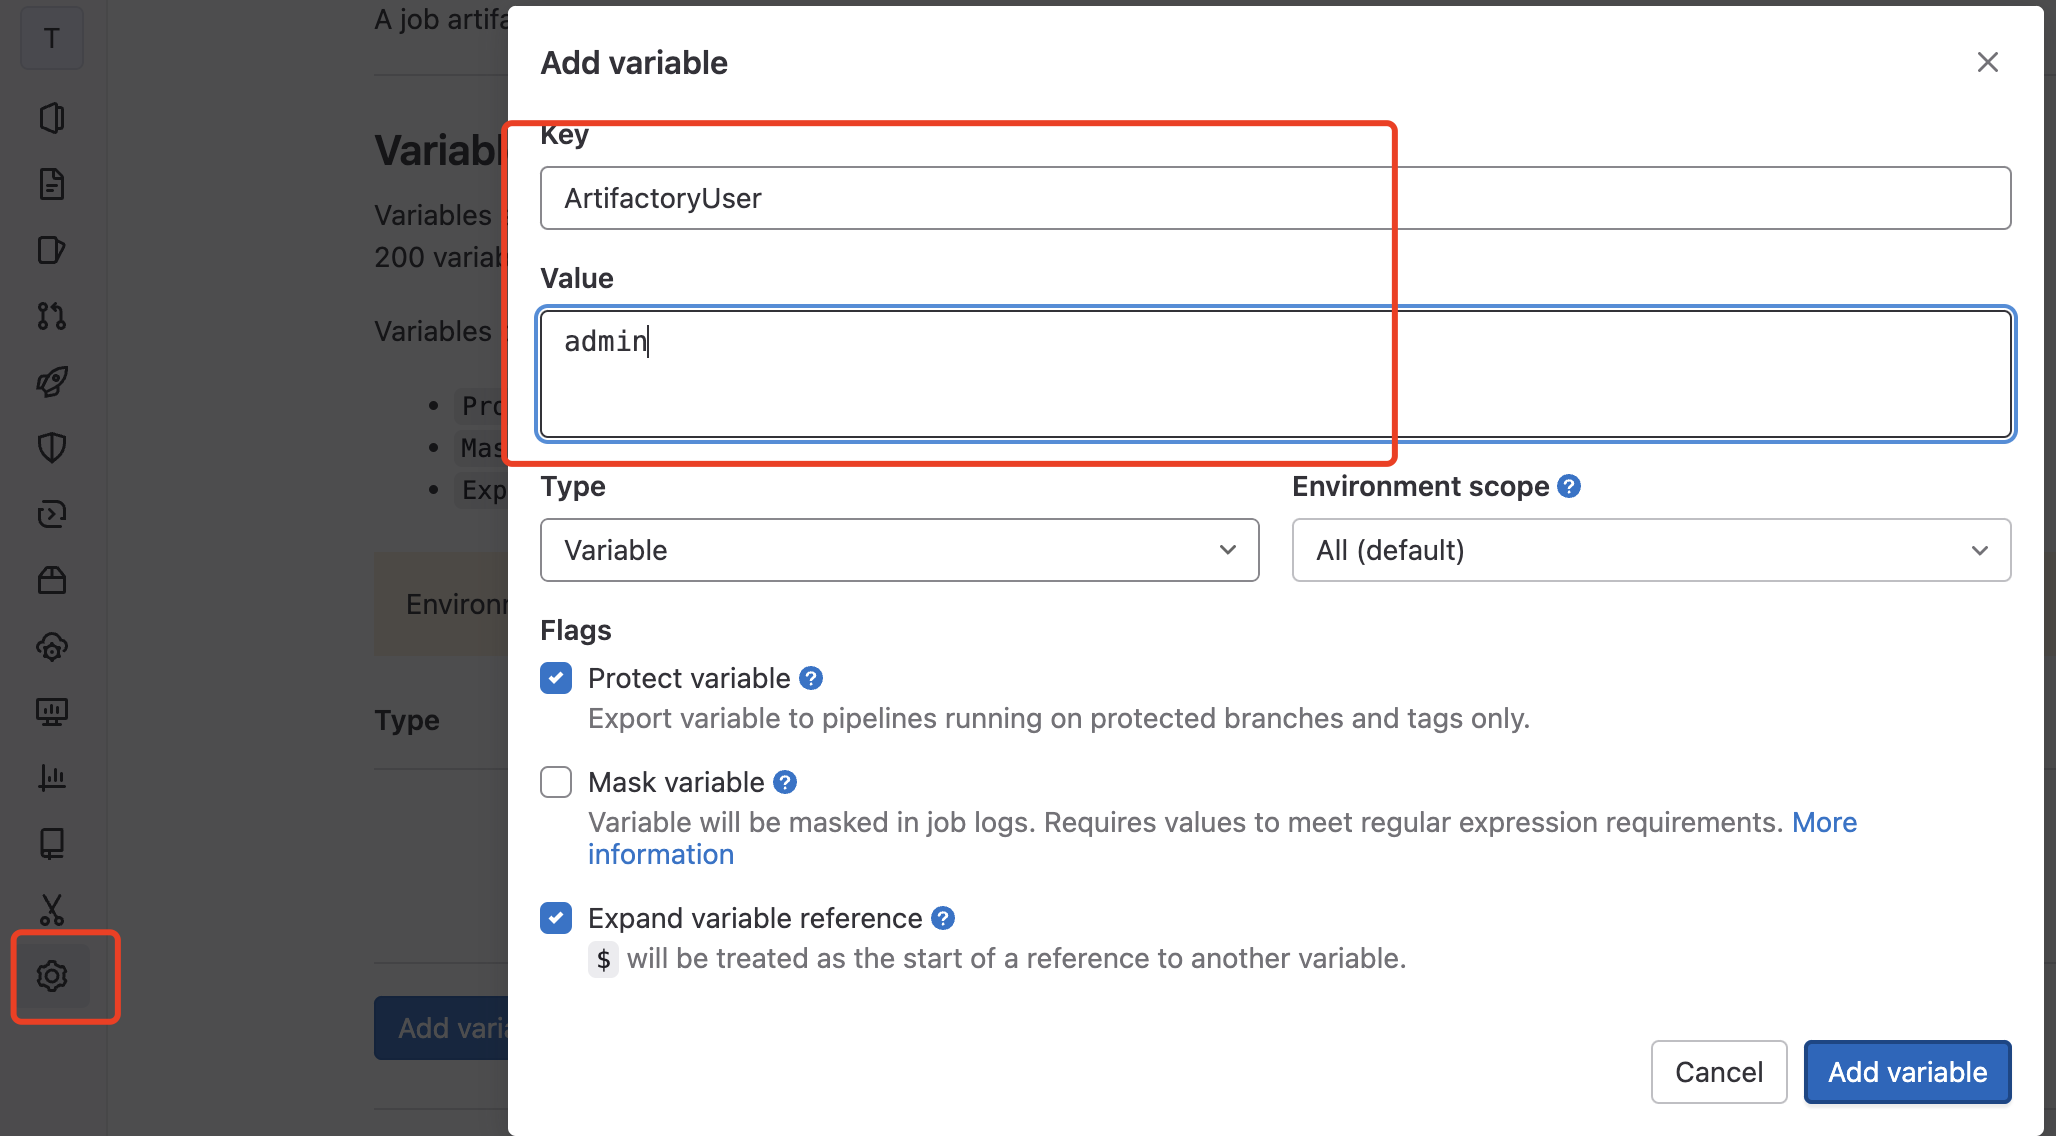 T
A job artifa
Add variable
Variabl
Key
ArtifactoryUser
Variables
200 variab
Value
admin
Variables
Pro
Mas
Exp
Type
Environment scope ?
Variable
All (default)
Environ
Flags
Protect variable ?
Export variable to pipelines running on protected branches and tags only.
Type
Mask variable ?
Variable will be masked in job logs. Requires values to meet regular expression requirements. More
information
Expand variable reference ?
$ will be treated as the start of a reference to another variable.
Add varia
Cancel
Add variable